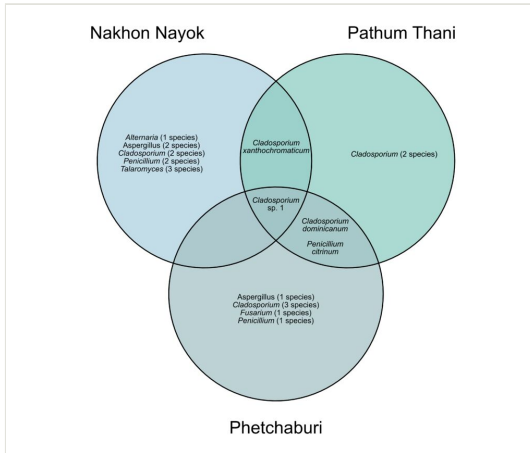 Nakhon Nayok
Pathum Thani
Alternaria (1 species)
Aspergillus (2 species)
Cladosporium (2 species)
Penicillium (2 species)
Talaromyces (3 species)
Cladosporium
xanthochromaticum
Cladosporium (2 species)
Cladosporium
sp. 1
Cladosporium
dominicanum
Penicillium
citrinum
Aspergillus (1 species)
Cladosporium (3 species)
Fusarium (1 species)
Penicillium (1 species)
Phetchaburi